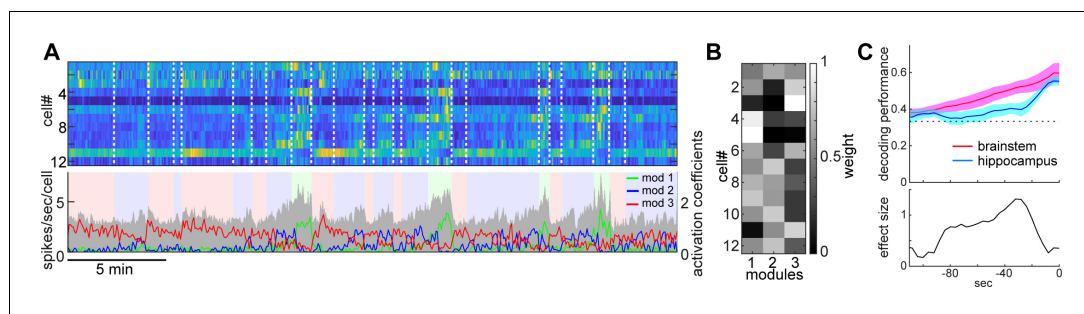 A
cell#
4
8
12
mod 1
mod 2
mod 3
spikes/sec/cell
5
0
2
0
activation coefficients
5 min
B
cell#
2
4
6
8
10
12
1 2 3
modules
1
0.5
0
weight
C
decoding performance
0.6
0.4
0.2
0
brainstem
hippocampus
effect size
1
0
-80 -40 0
sec